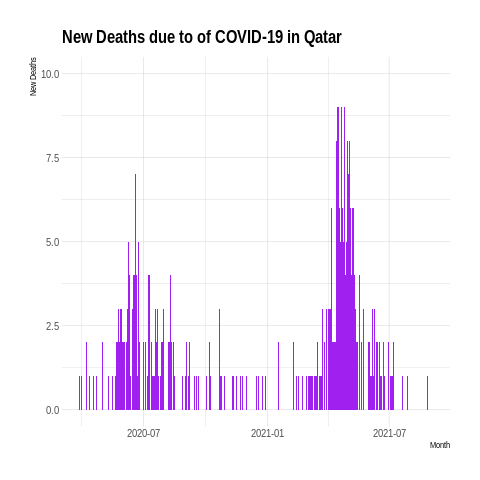 New Deaths due to of COVID-19 in Qatar
New Deaths
10.0
7.5
5.0
2.5
0.0
2020-07
2021-01
2021-07
Month